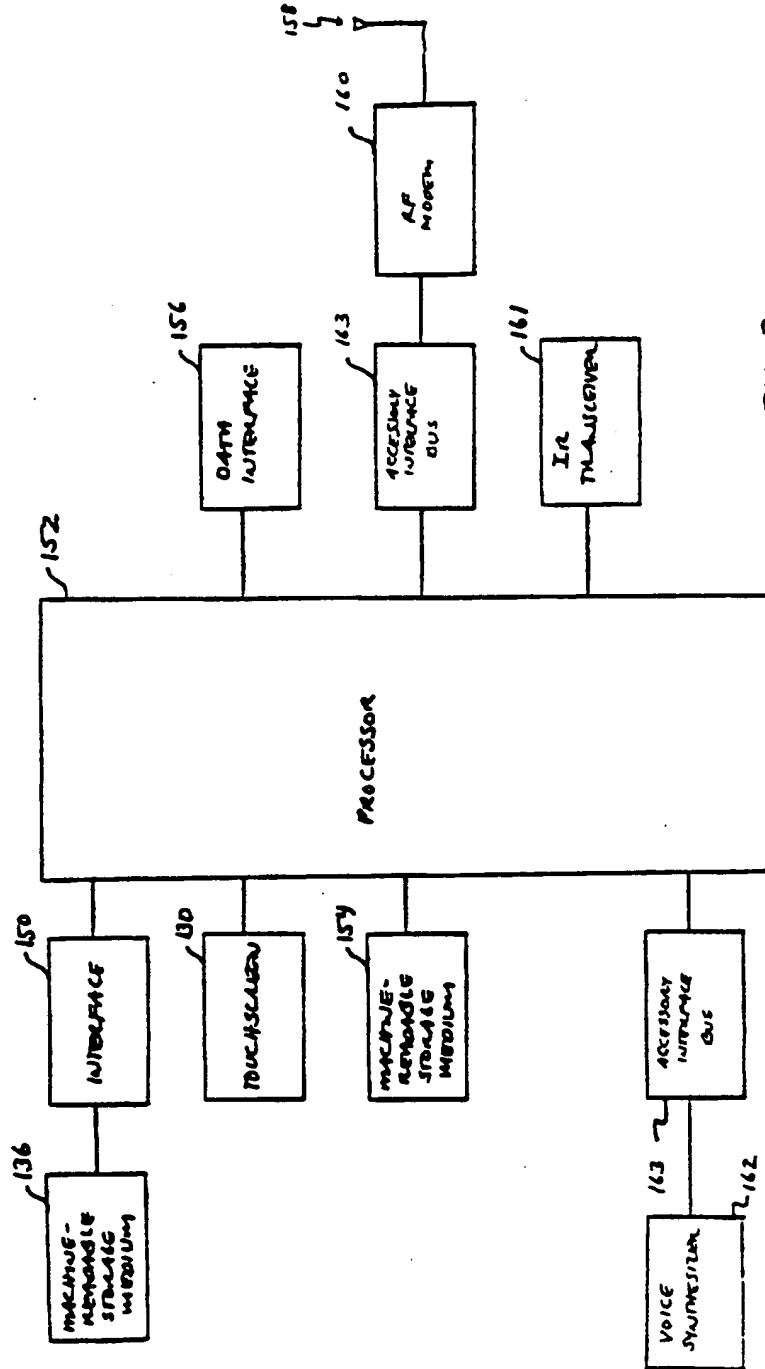 158
160
RF
MODEM
156
DATA
INTERFACE
163
ACCESSORY
INTERFACE
BUS
161
IR
TRANSCEIVER
152
PROCESSOR
150
INTERFACE
130
TOUCHSCREEN
154
MACHINE-
READABLE
STORAGE
MEDIUM
136
MACHINE-
READABLE
STORAGE
MEDIUM
ACCESSORY
INTERFACE
BUS
163
162
VOICE
SYNTHESIZER